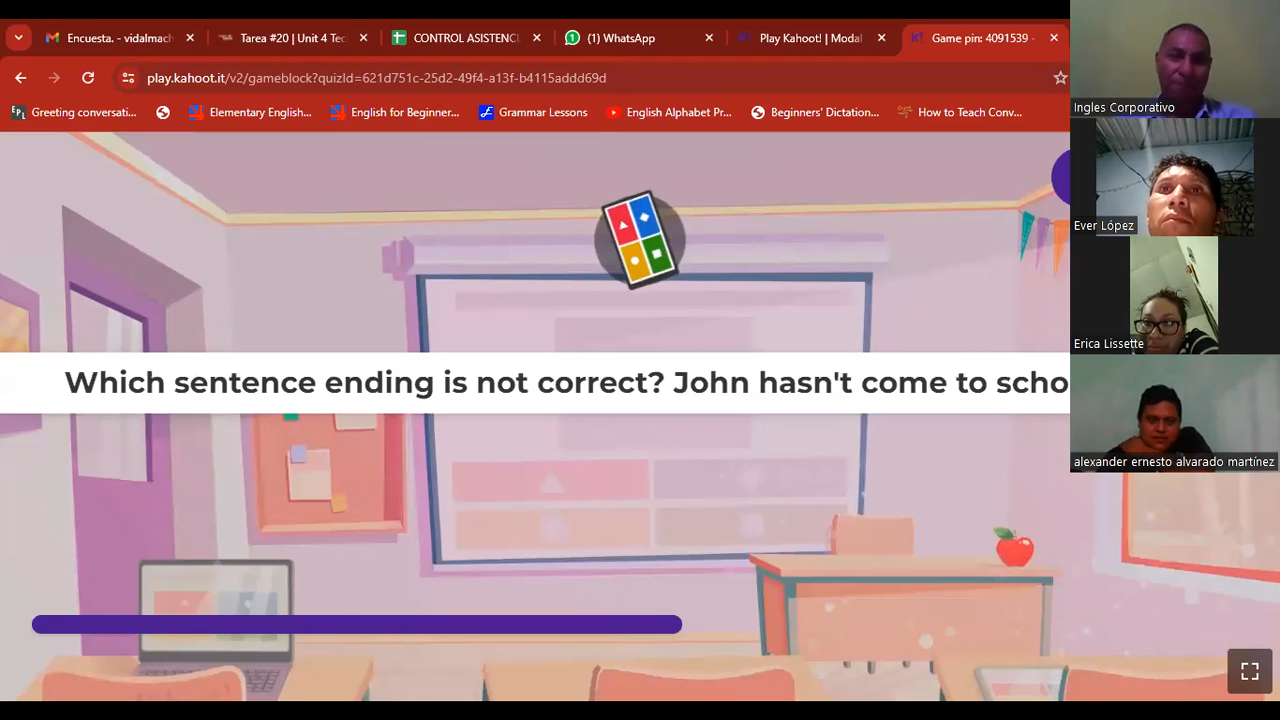 Encuesta. - vidalmach
Tarea #20 | Unit 4 Tec
CONTROL ASISTENCI
(1) WhatsApp
Play Kahoot! | Modal
Game pin: 4091539 -
play.kahoot.it/v2/gameblock?quizId=621d751c-25d2-49f4-a13f-b4115addd69d
Greeting conversati...
Elementary English...
English for Beginner...
Grammar Lessons
English Alphabet Pr...
Beginners' Dictation...
How to Teach Conv...
Which sentence ending is not correct? John hasn't come to scho
Ingles Corporativo
Ever López
Erica Lissette
alexander ernesto alvarado martínez